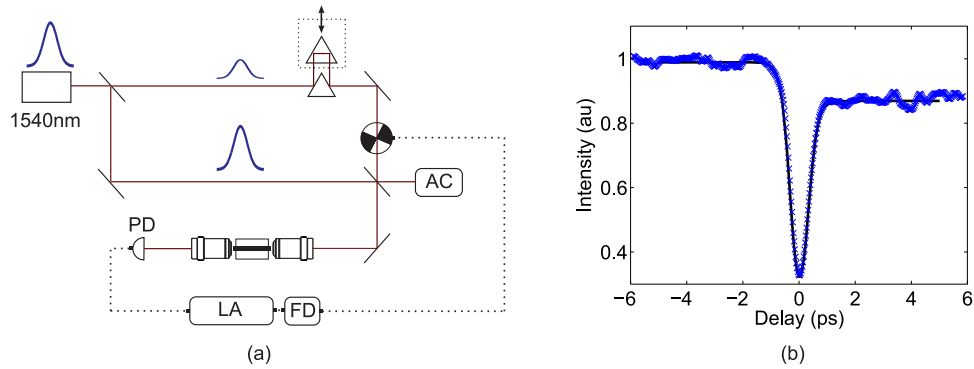 1540nm
AC
PD
LA
FD
(a)
Intensity (au)
1
0.8
0.6
0.4
−6
−4
−2
0
2
4
6
Delay (ps)
(b)